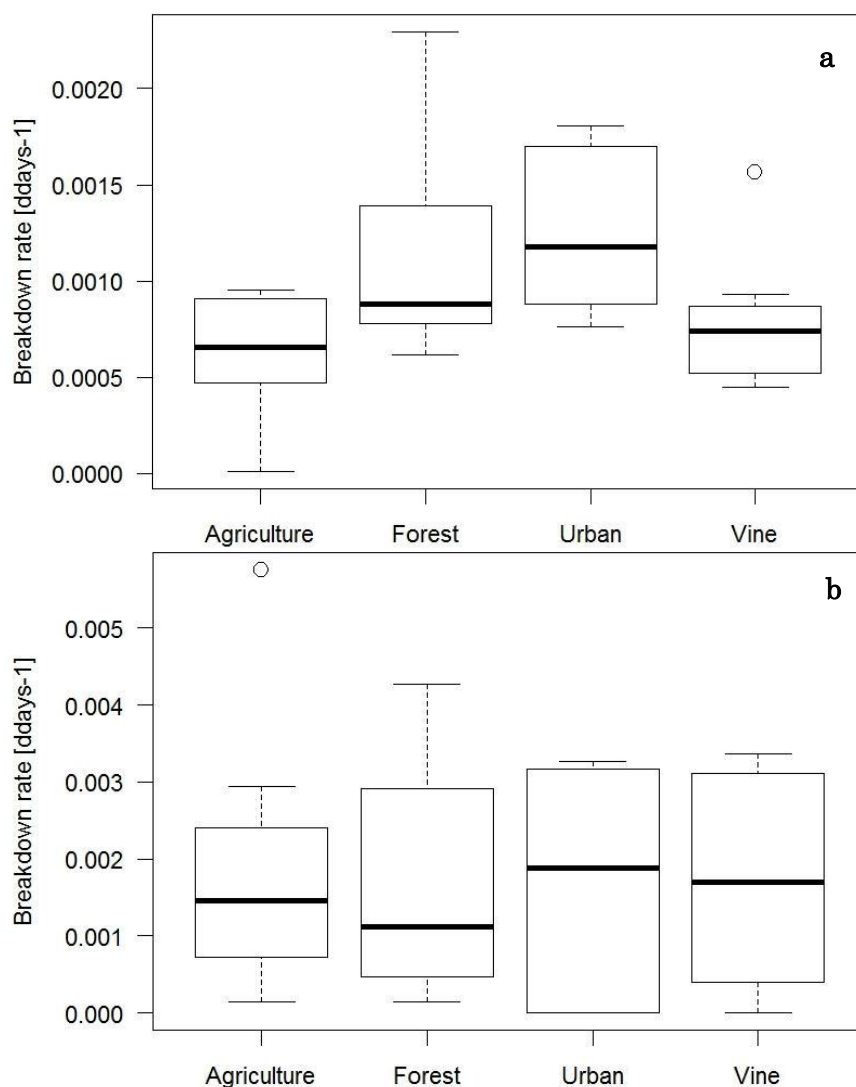 a
Breakdown rate [ddays-1]
0.0020
0.0015
0.0010
0.0005
0.0000
Agriculture Forest Urban Vine
b
Breakdown rate [ddays-1]
0.005
0.004
0.003
0.002
0.001
0.000
Agriculture Forest Urban Vine